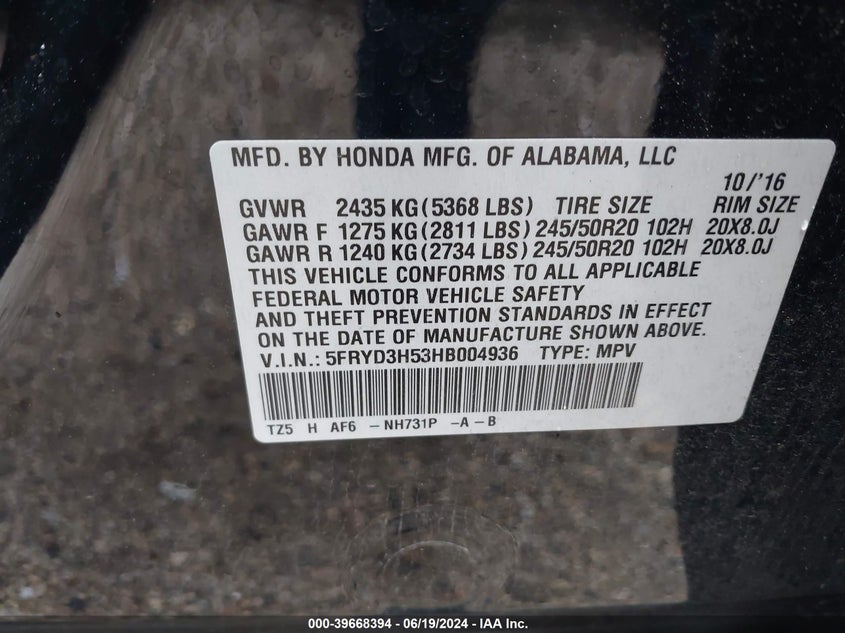 MFD. BY HONDA MFG. OF ALABAMA, LLC
10/'16
GVWR 2435 KG (5368 LBS) TIRE SIZE RIM SIZE
GAWR F 1275 KG (2811 LBS) 245/50R20 102H 20X8.0J
GAWR R 1240 KG (2734 LBS) 245/50R20 102H 20X8.0J
THIS VEHICLE CONFORMS TO ALL APPLICABLE
FEDERAL MOTOR VEHICLE SAFETY
AND THEFT PREVENTION STANDARDS IN EFFECT
ON THE DATE OF MANUFACTURE SHOWN ABOVE.
V.I.N.: 5FRYD3H53HB004936 TYPE: MPV
TZ5 H AF6 -NH731P -A-B
000-39668394 - 06/19/2024 - IAA Inc.